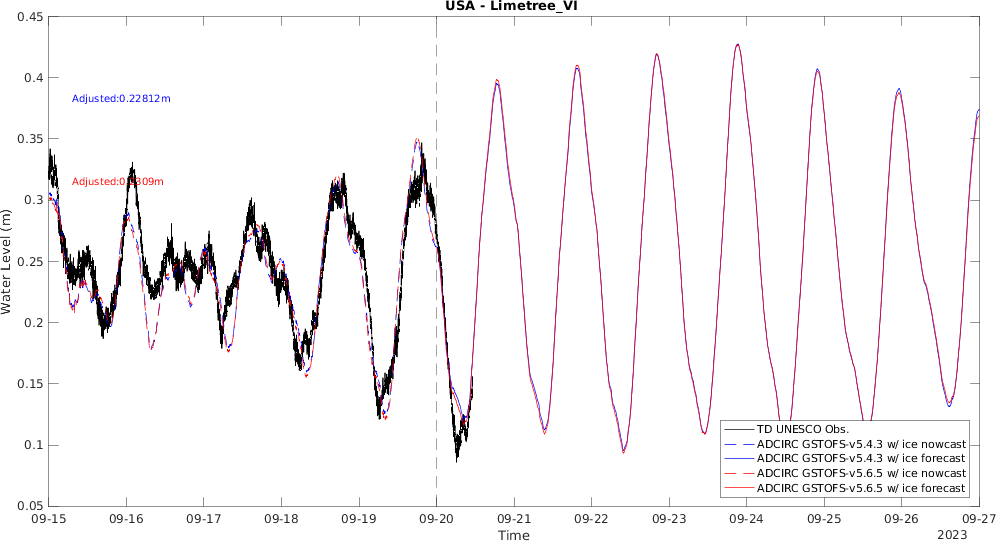 USA - Limetree_VI
0.45
0.4
0.35
0.3
0.25
0.2
0.15
0.1
0.05
Water Level (m)
Adjusted:0.22812m
TD UNESCO Obs.
ADCIRC GSTOFS-v5.4.3 w/ ice nowcast
ADCIRC GSTOFS-v5.4.3 w/ ice forecast
ADCIRC GSTOFS-v5.6.5 w/ ice nowcast
ADCIRC GSTOFS-v5.6.5 w/ ice forecast
09-15 09-16 09-17 09-18 09-19 09-20 09-21 09-22 09-23 09-24 09-25 09-26 09-27
Time
2023